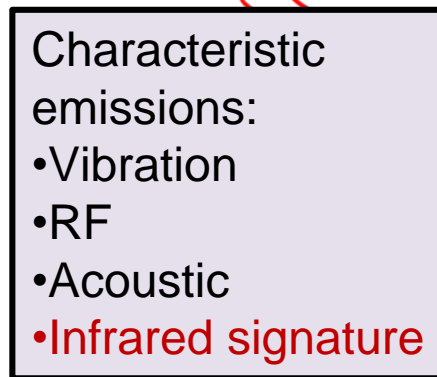 Characteristic
emissions:
•Vibration
•RF
•Acoustic
•Infrared signature